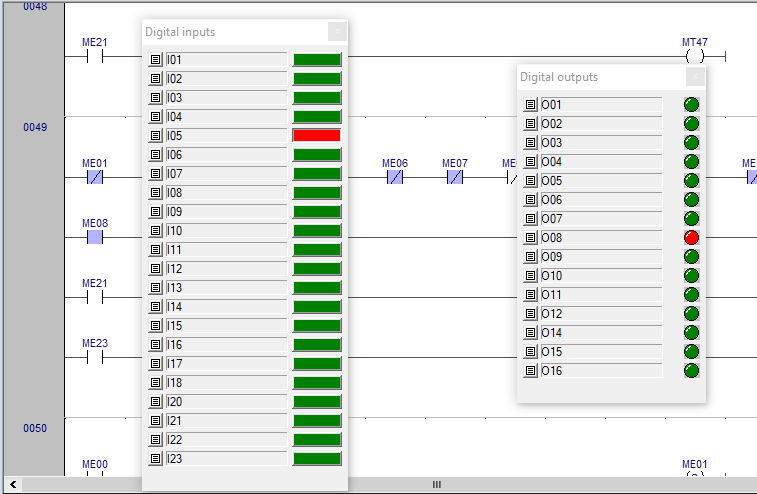 0048
ME21
MT47
Digital inputs
I01
I02
I03
I04
I05
I06
I07
I08
I09
I10
I11
I12
I13
I14
I15
I16
I17
I18
I20
I21
I22
I23
Digital outputs
O01
O02
O03
O04
O05
O06
O07
O08
O09
O10
O11
O12
O14
O15
O16
0049
ME01
ME06
ME07
ME
ME08
ME21
ME23
0050
ME00
ME01